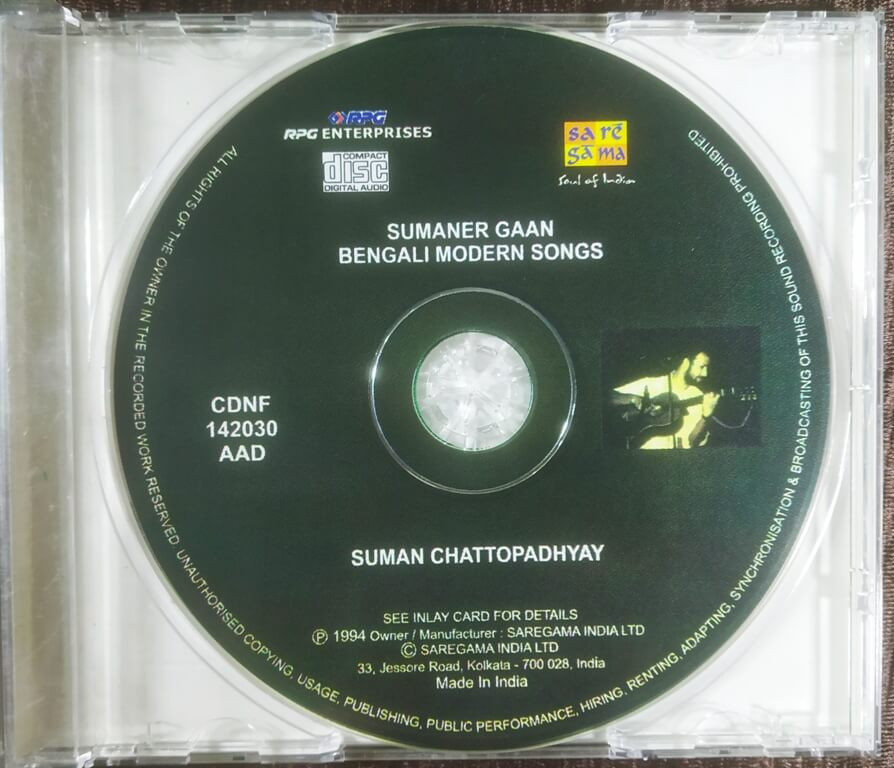 RPG
RPG ENTERPRISES
COMPACT
disc
DIGITAL AUDIO
sa rē
gā ma
Soul of India
SUMANER GAAN
BENGALI MODERN SONGS
CDNF
142030
AAD
SUMAN CHATTOPADHYAY
SEE INLAY CARD FOR DETAILS
Ⓟ 1994 Owner / Manufacturer : SAREGAMA INDIA LTD
© SAREGAMA INDIA LTD
33, Jessore Road, Kolkata - 700 028, India
Made In India
ALL RIGHTS OF THE OWNER IN THE RECORDED WORK RESERVED. UNAUTHORISED COPYING, USAGE, PUBLISHING, PUBLIC PERFORMANCE, HIRING, RENTING, ADAPTING, SYNCHRONISATION & BROADCASTING OF THIS SOUND RECORDING PROHIBITED